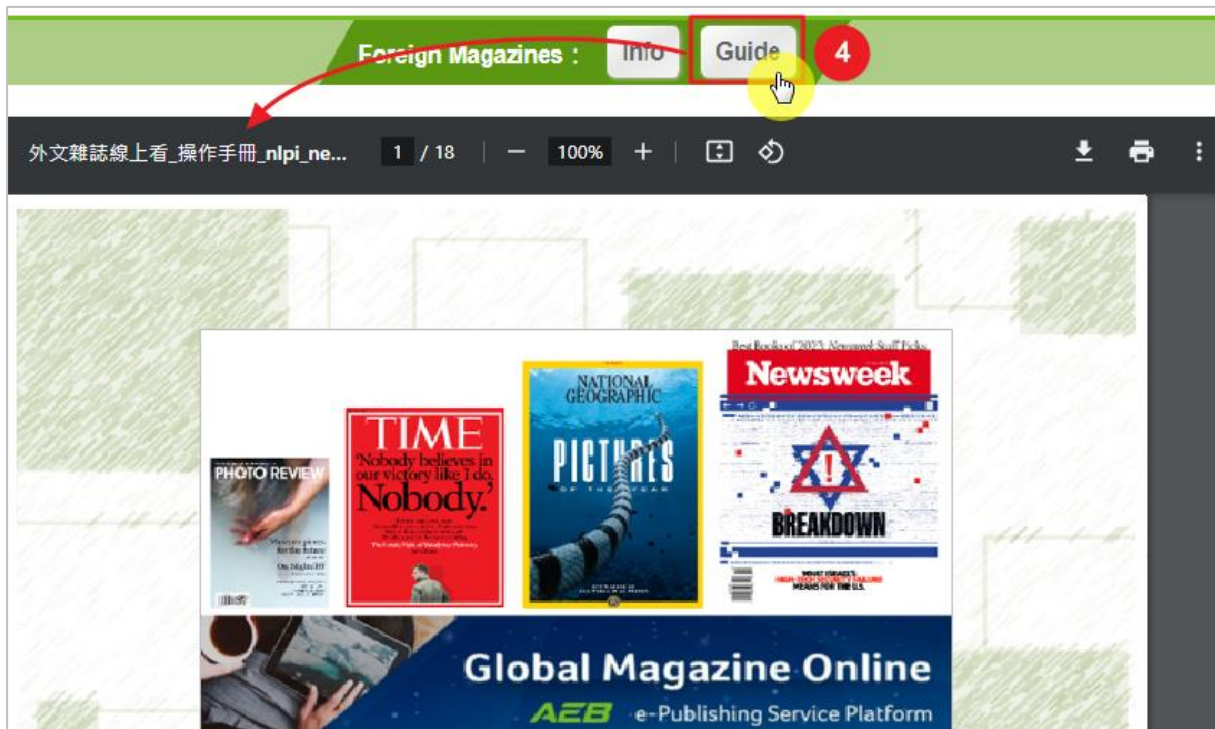 Foreign Magazines : Info Guide 4
外文雜誌線上看_操作手冊_nlpi_ne... 1 / 18 100%
Best Books of 2023: Newsweek Staff Picks
Newsweek
NATIONAL
GEOGRAPHIC
TIME
'Nobody believes in
our victory like I do.
Nobody.'
PICTURES
OF THE YEAR
PHOTO REVIEW
BREAKDOWN
WHAT ISRAEL'S
HIGH-TECH SECURITY FAILURE
MEANS FOR THE U.S.
Global Magazine Online
AEB e-Publishing Service Platform